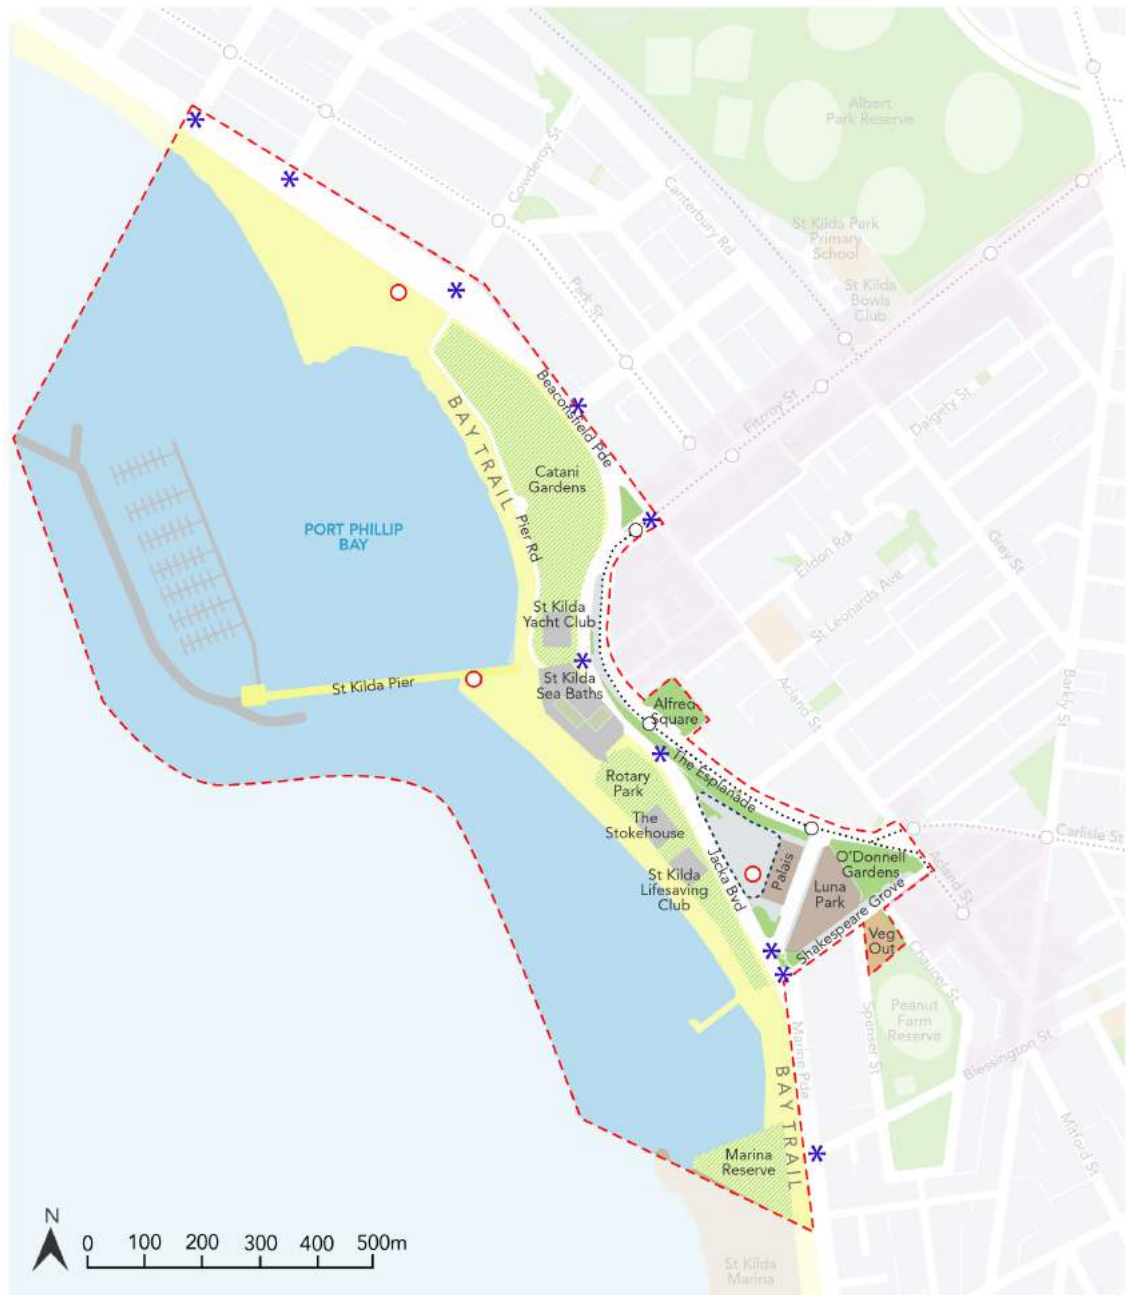 Albert
Park Reserve
Cowderoy St
Canterbury Rd
St Kilda Park
Primary
School
St Kilda
Bowls
Club
Park St
Beaconsfield Pde
Fitzroy St
Dalgety St
BAY TRAIL
Catani
Gardens
PORT PHILLIP
BAY
Pier Rd
Eildon Rd
Grey St
St Leonards Ave
St Kilda
Yacht Club
St Kilda
Sea Baths
St Kilda Pier
Acland St
Barkly St
Alfred
Square
The Esplanade
Rotary
Park
The
Stokehouse
Carlisle St
Jacka Bvd
Palais
O'Donnell
Gardens
Acland St
St Kilda
Lifesaving
Club
Luna
Park
Shakespeare Grove
Veg
Out
Chaucer St
Peanut
Farm
Reserve
Spenser St
Marine Pde
Blessington St
BAY TRAIL
Mitford St
Marina
Reserve
N
0 100 200 300 400 500m
St Kilda
Marina